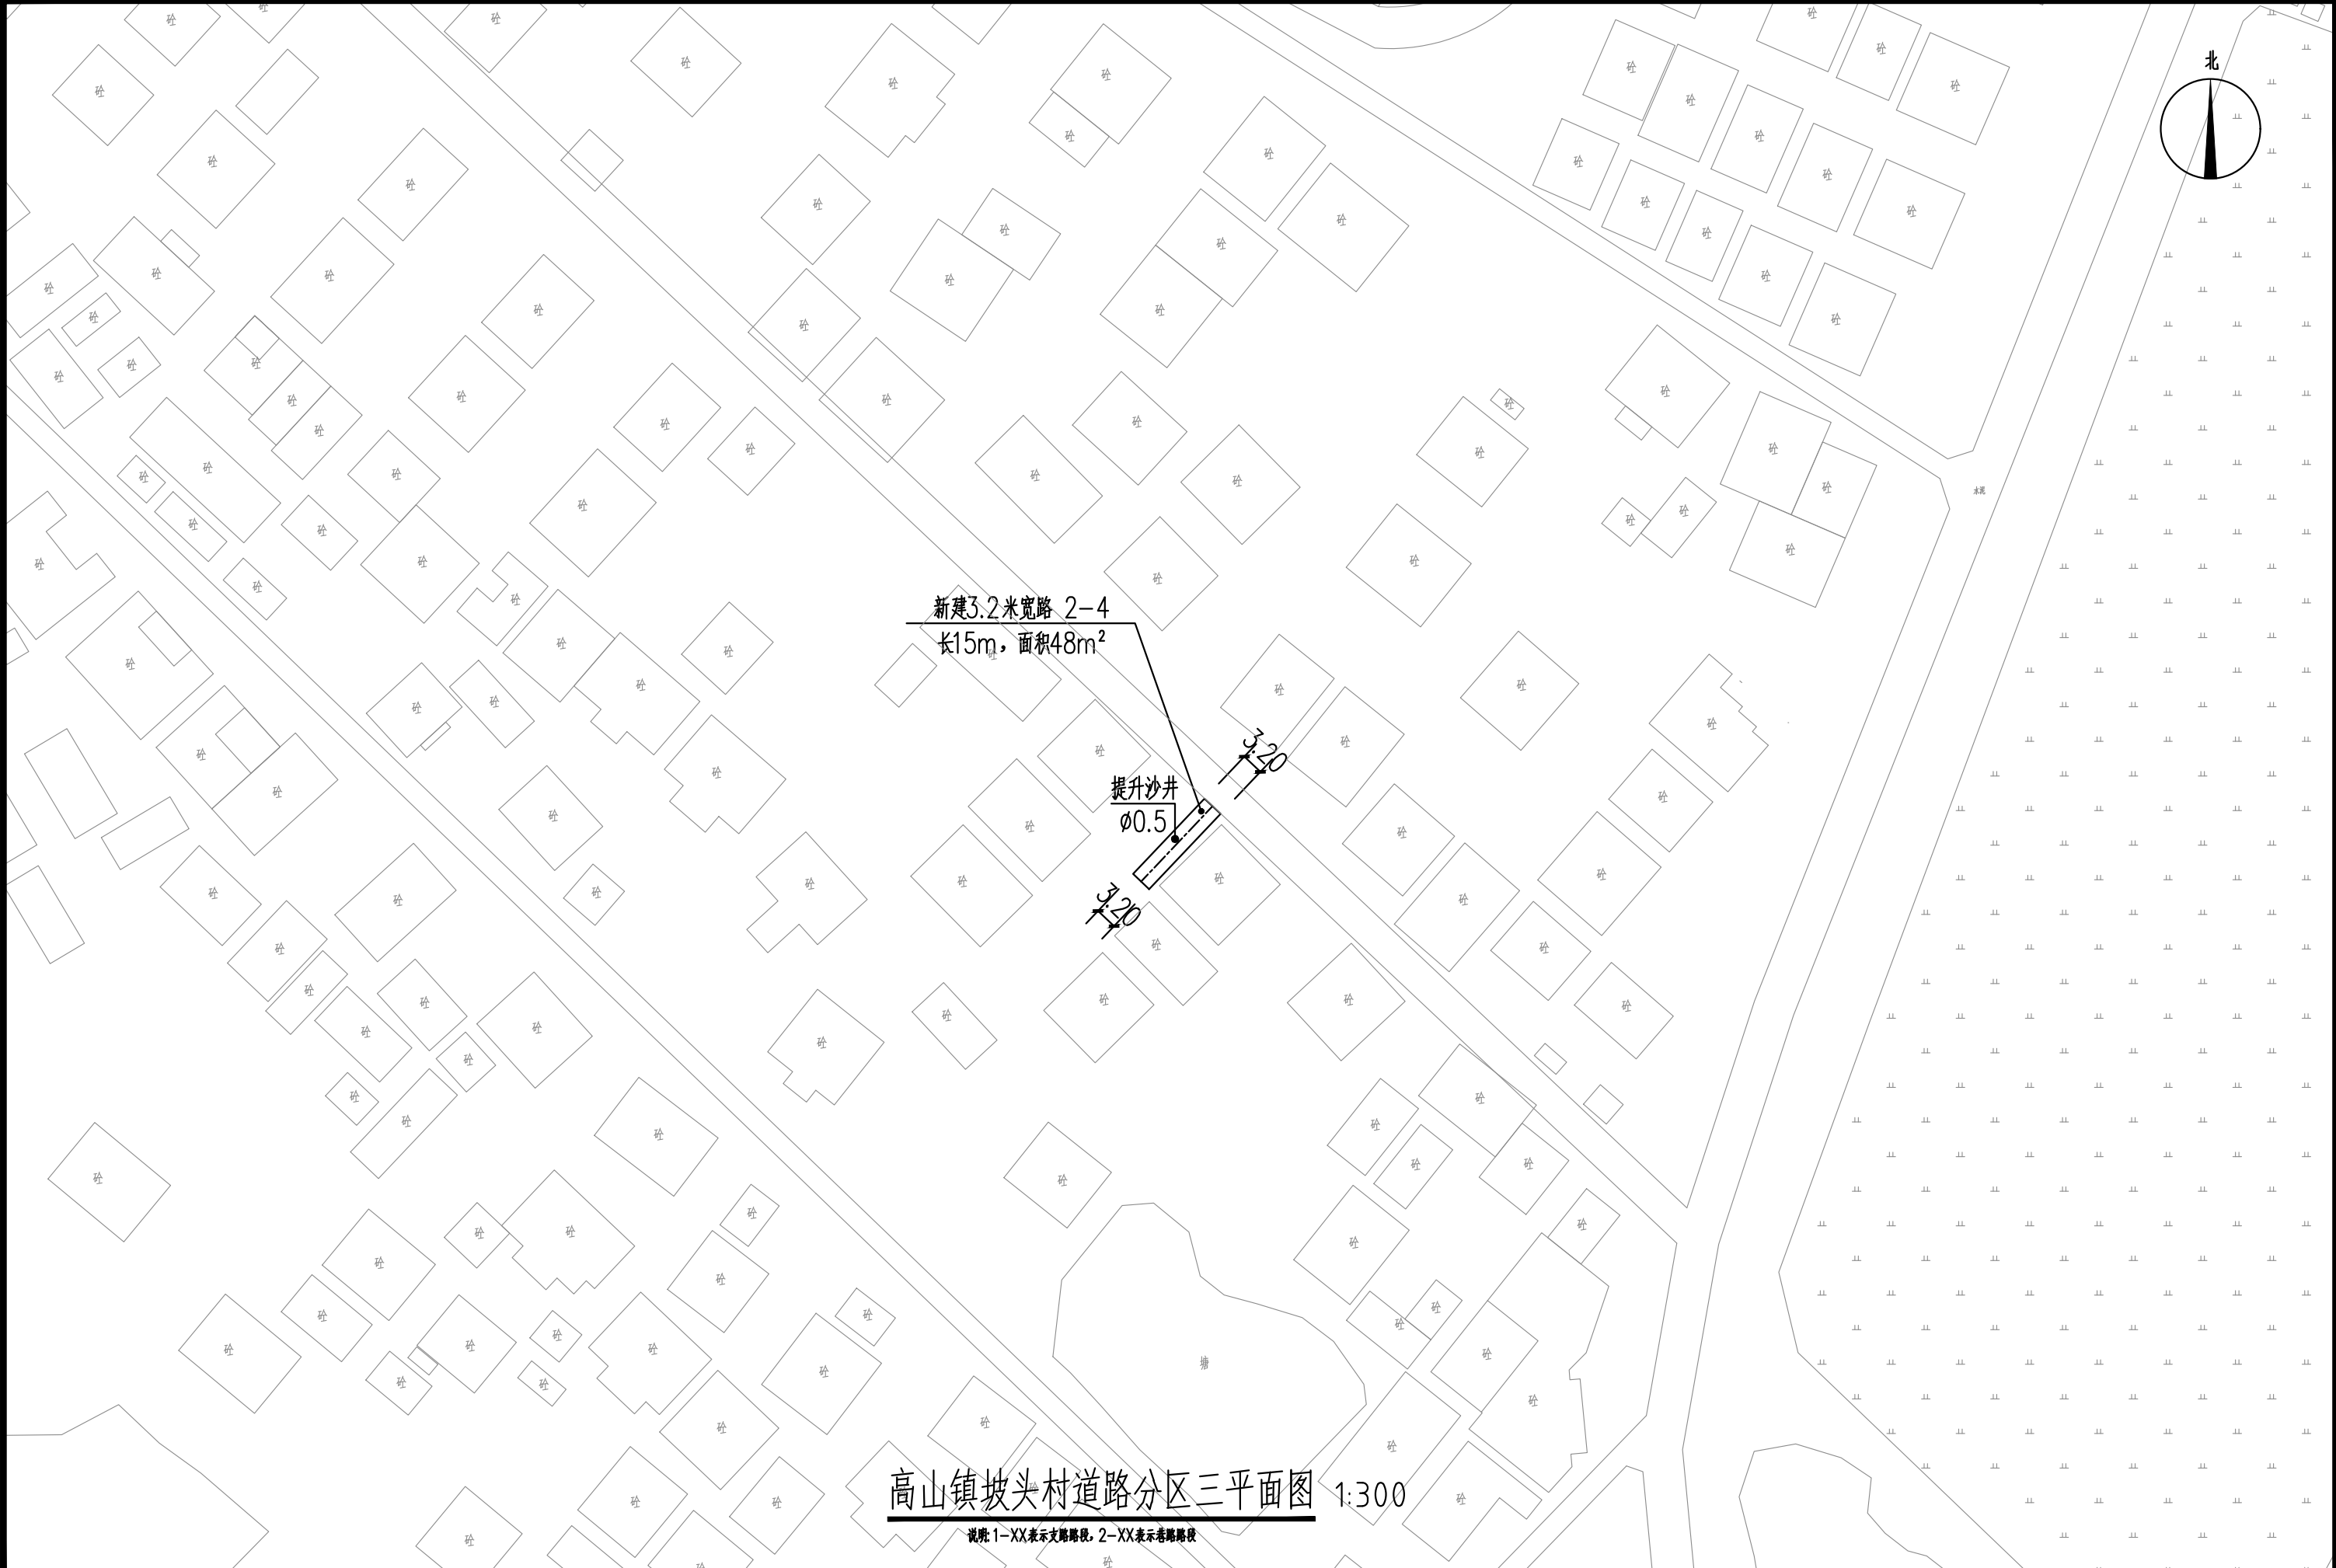 北
水泥
新建3.2米宽路 2-4
长15m，面积48m²
3.20
提升沙井
ø0.5
3.20
砼
塘
高山镇坡头村道路分区三平面图 1:300
说明:1-XX表示支路路段，2-XX表示巷路路段